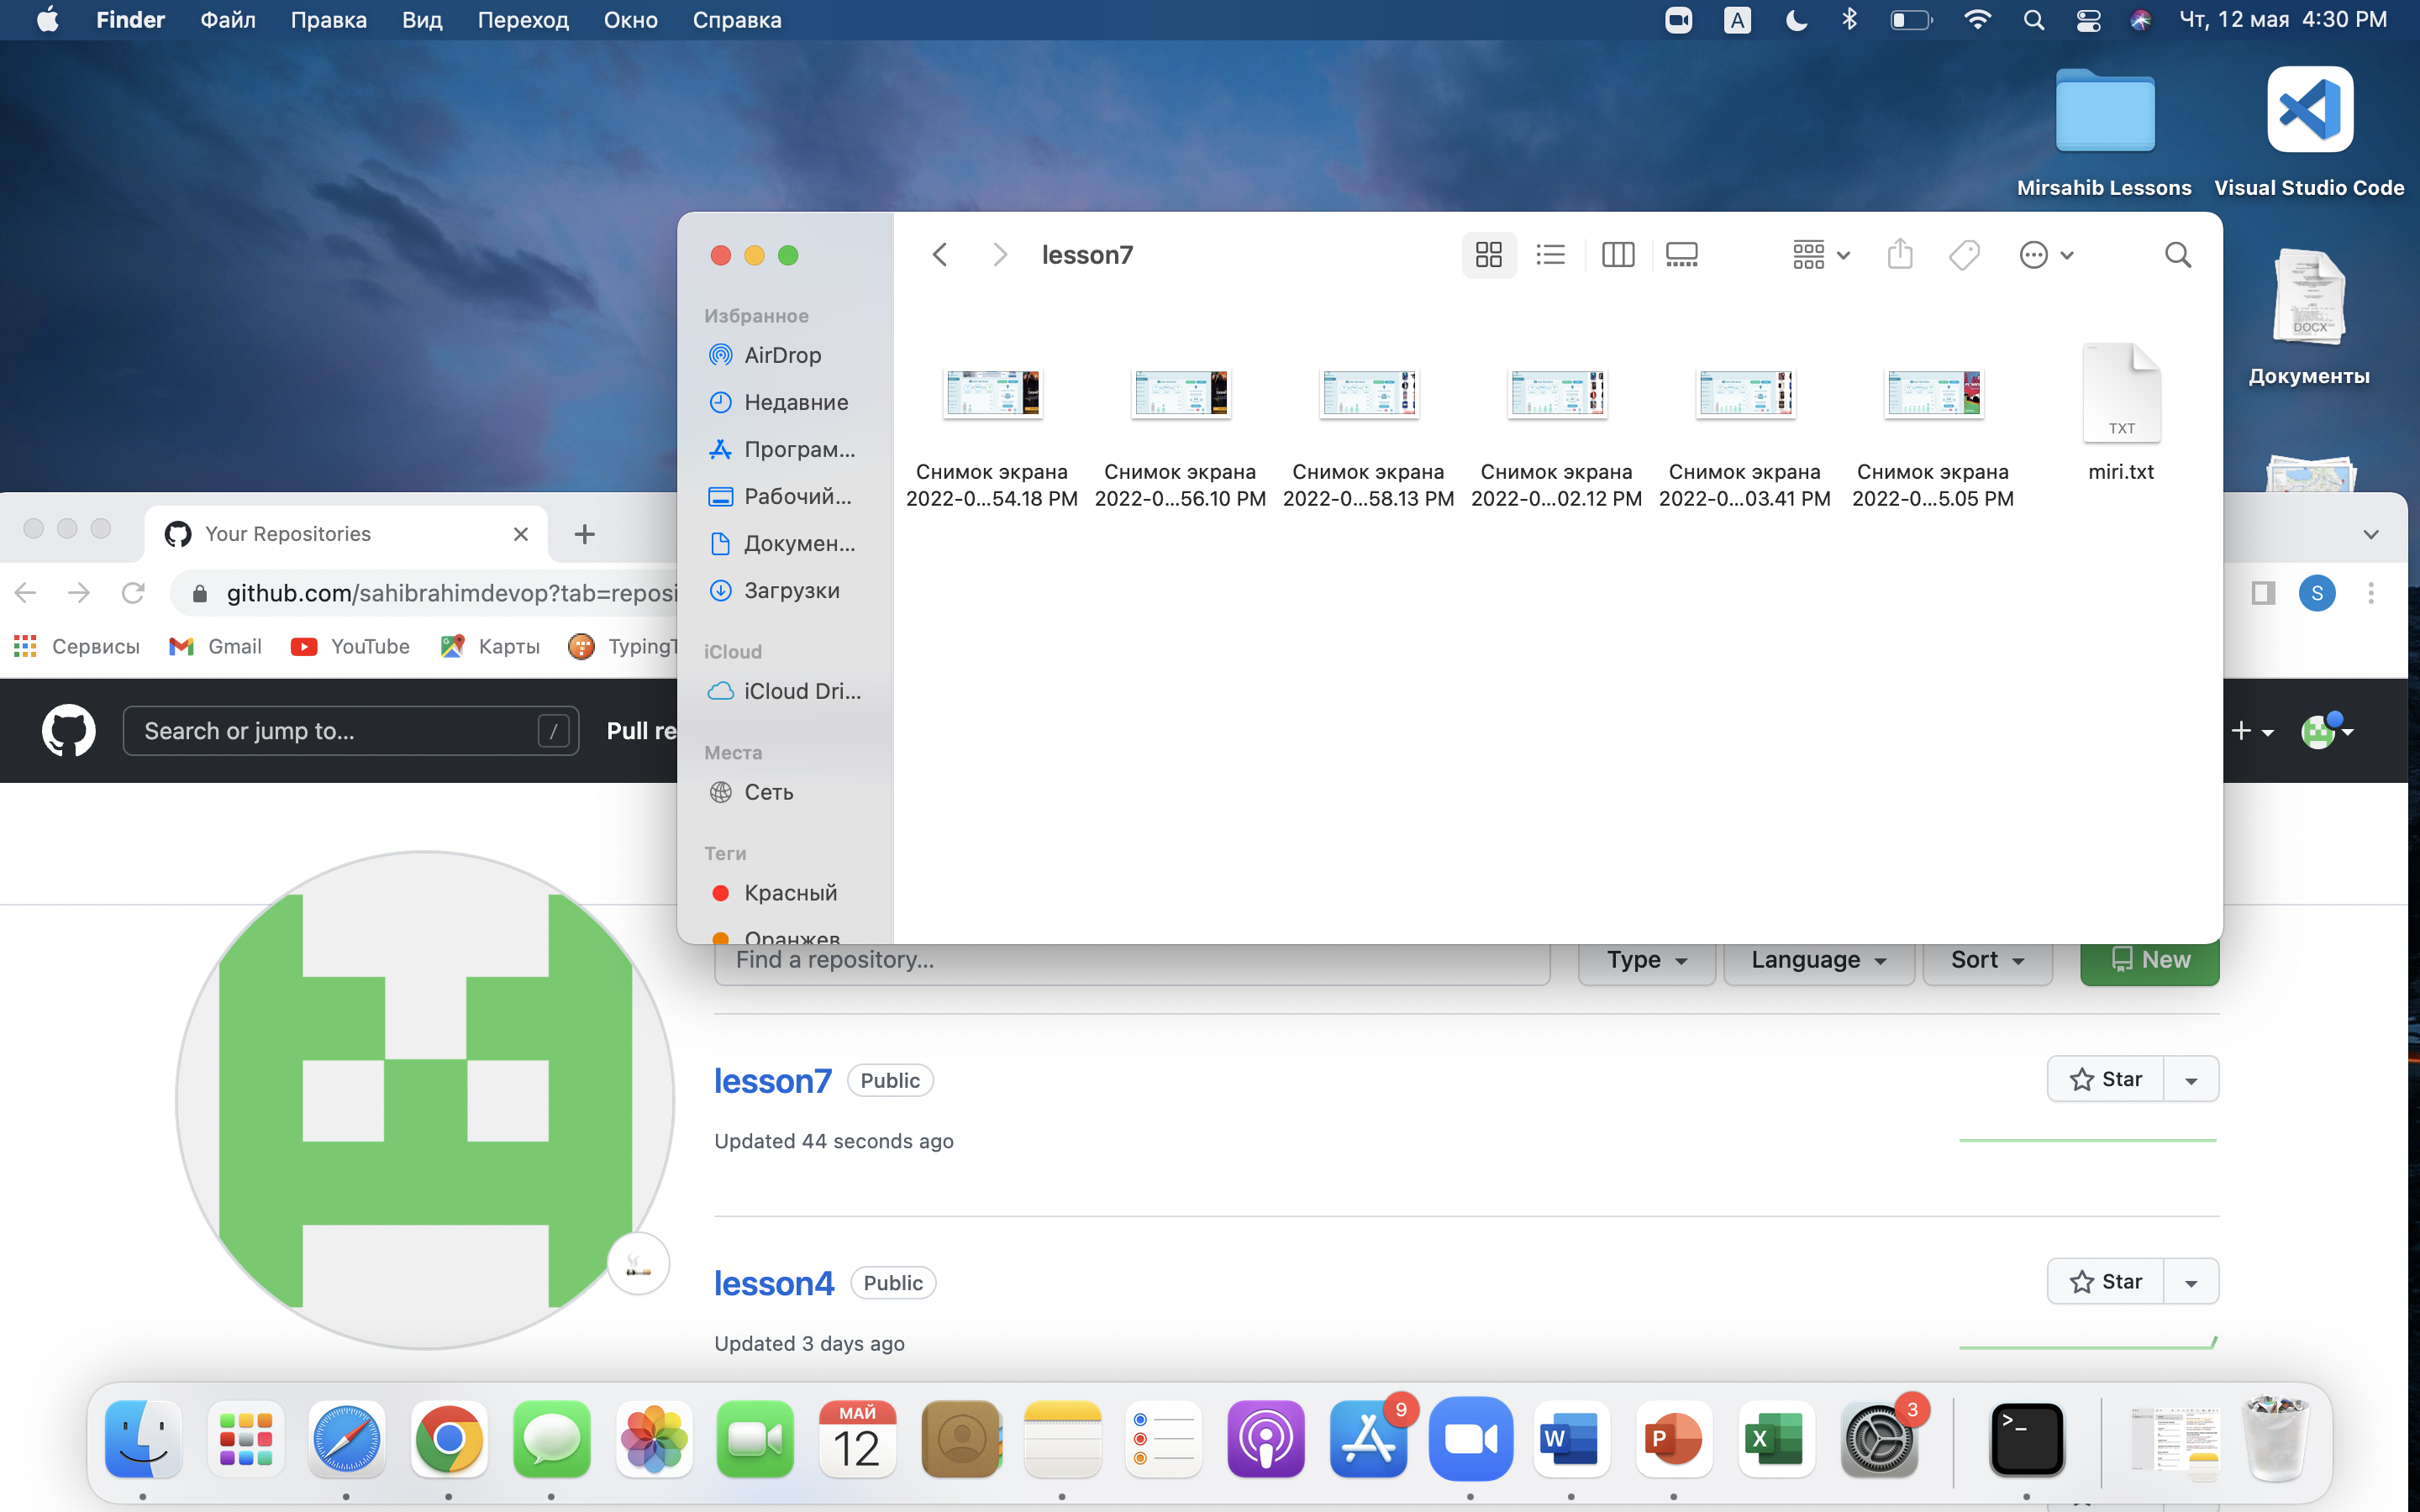 Finder Файл Правка Вид Переход Окно Справка
A Чт, 12 мая 4:30 PM
Mirsahib Lessons Visual Studio Code
DOCX
Документы
lesson7
Избранное
AirDrop
Недавние
Програм...
Рабочий...
Докумен...
Загрузки
iCloud
iCloud Dri...
Места
Сеть
Теги
Красный
Оранжев
Снимок экрана
2022-0...54.18 PM
Снимок экрана
2022-0...56.10 PM
Снимок экрана
2022-0...58.13 PM
Снимок экрана
2022-0...02.12 PM
Снимок экрана
2022-0...03.41 PM
Снимок экрана
2022-0...5.05 PM
TXT
miri.txt
Your Repositories
github.com/sahibrahimdevop?tab=reposi
S
Сервисы Gmail YouTube Карты TypingT
Search or jump to... /
Pull re
Find a repository... Type Language Sort New
lesson7 Public Star
Updated 44 seconds ago
lesson4 Public Star
Updated 3 days ago
МАЙ
12
9
W
P
X
3
>_